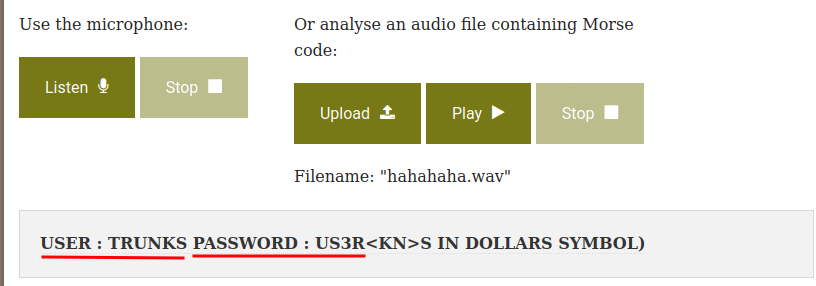 Use the microphone:
Or analyse an audio file containing Morse
code:
Listen
Stop
Upload
Play
Stop
Filename: "hahahaha.wav"
USER : TRUNKS PASSWORD : US3R<KN>S IN DOLLARS SYMBOL)